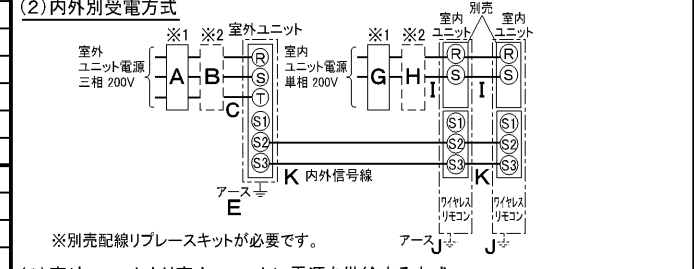 (2)内外別受電方式
※1 ※2 室外ユニット
室外
ユニット電源
三相 200V
A B C
R
S
T
S1
S2
S3
アース
E
※1 ※2
室内
ユニット電源
単相 200V
G H I I
別売
室内
ユニット
室内
ユニット
R R
S S
S1 S1
S2 S2
S3 S3
K 内外信号線
K
ワイヤレス
リモコン
ワイヤレス
リモコン
アース J J
※別売配線リプレースキットが必要です。